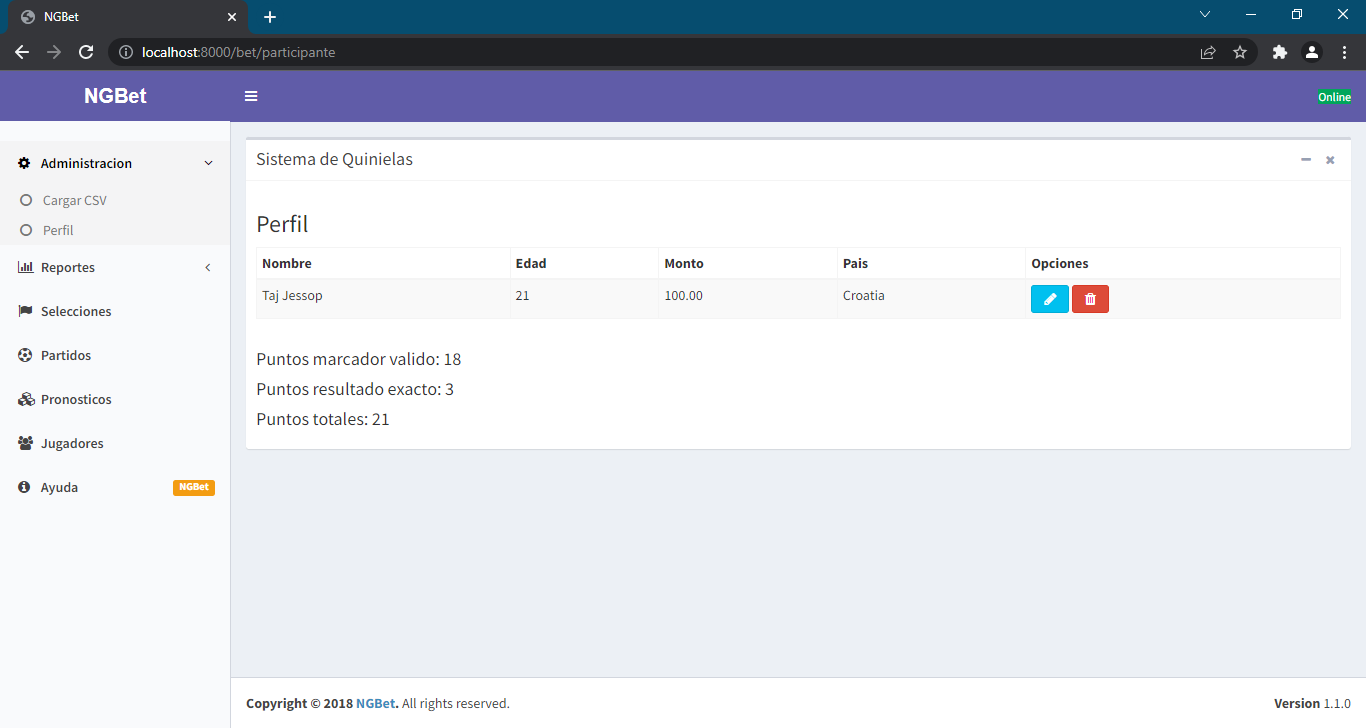 NGBet
localhost:8000/bet/participante
NGBet
Online
Administracion
Cargar CSV
Perfil
Reportes
Selecciones
Partidos
Pronosticos
Jugadores
Ayuda NGBet
Sistema de Quinielas
Perfil
Nombre Edad Monto Pais Opciones
Taj Jessop 21 100.00 Croatia
Puntos marcador valido: 18
Puntos resultado exacto: 3
Puntos totales: 21
Copyright © 2018 NGBet. All rights reserved. Version 1.1.0